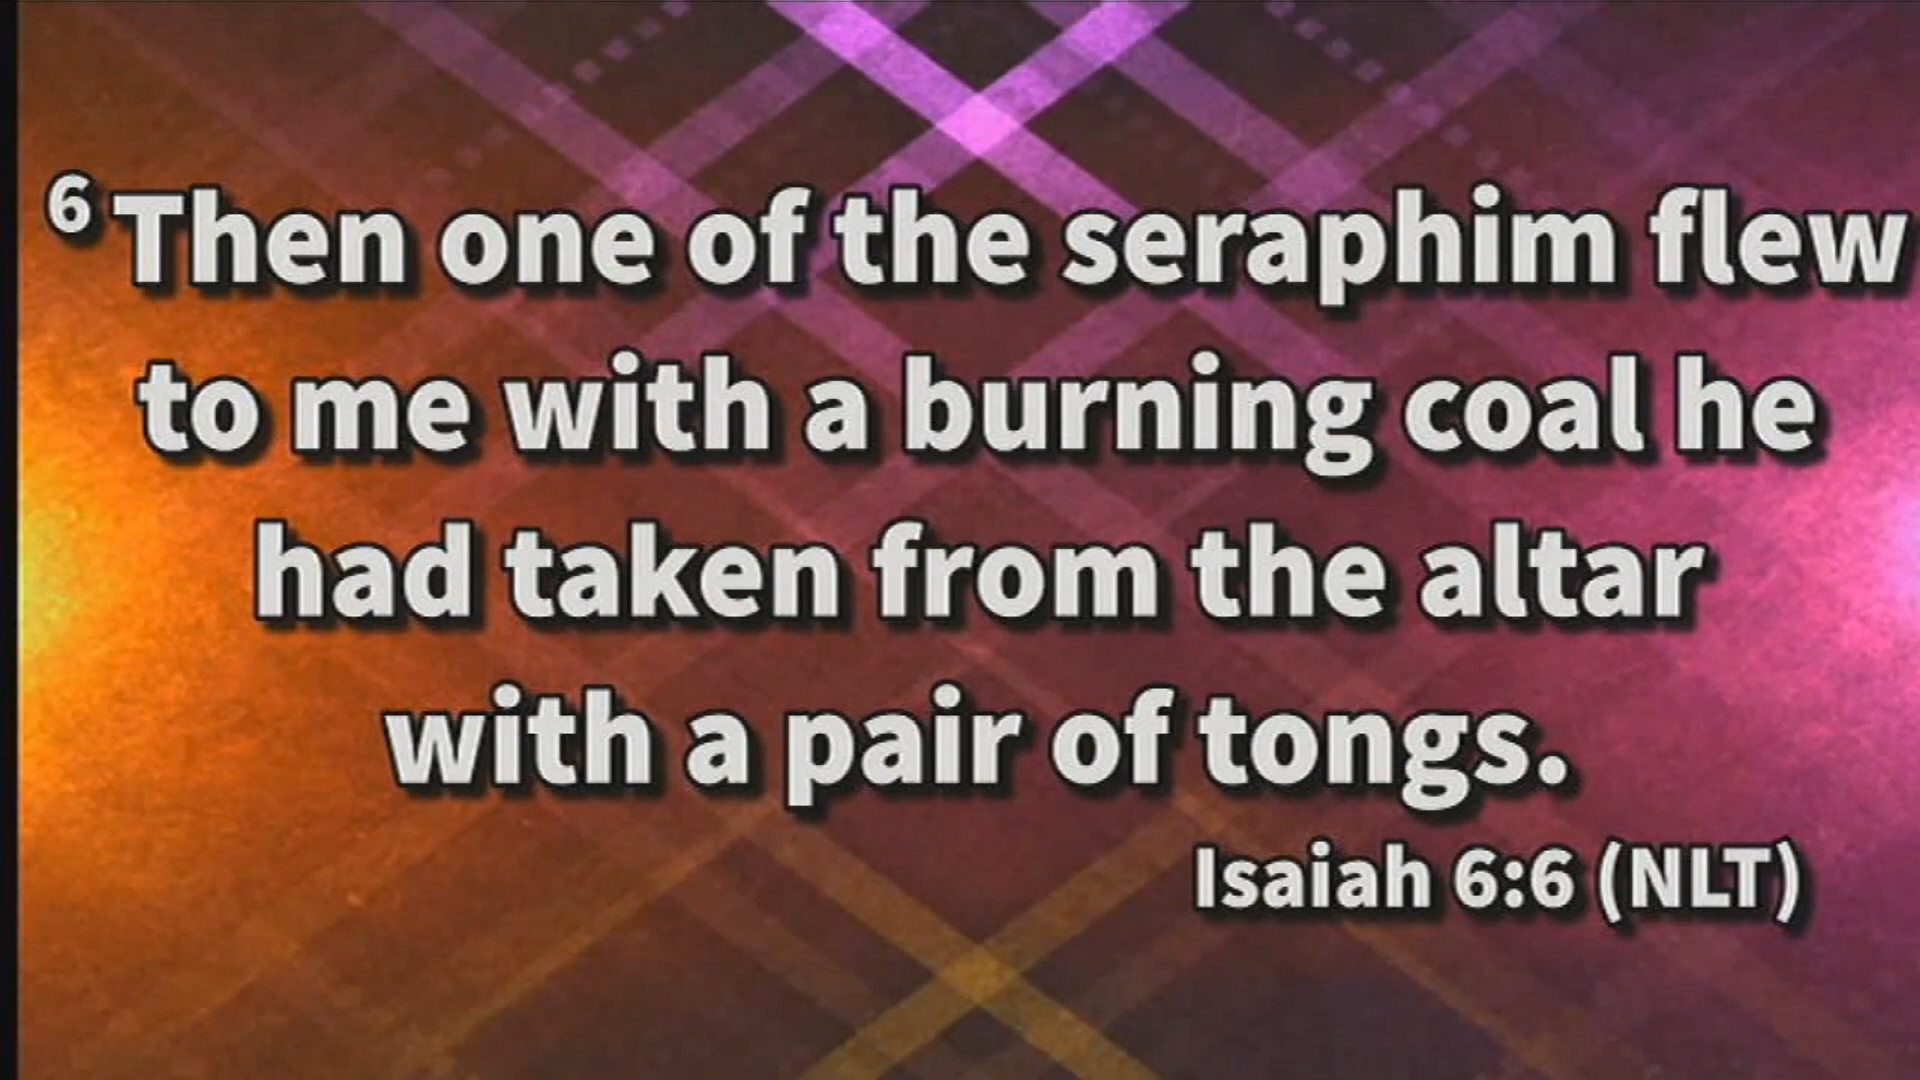 6 Then one of the seraphim flew
to me with a burning coal he
had taken from the altar
with a pair of tongs.
Isaiah 6:6 (NLT)